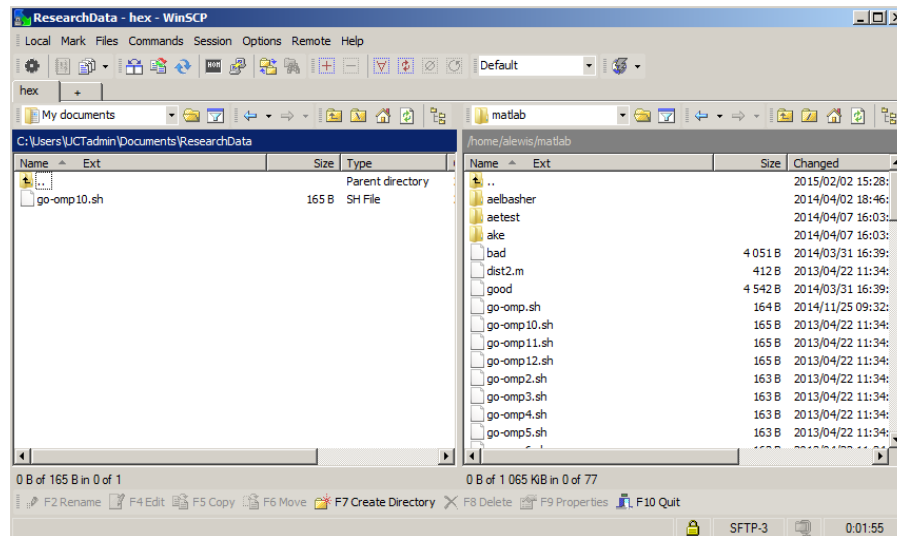 ResearchData - hex - WinSCP
Local Mark Files Commands Session Options Remote Help
Default
hex +
My documents
matlab
C:\Users\UCTadmin\Documents\ResearchData
/home/alewis/matlab
Name Ext Size Type
Name Ext Size Changed
.. Parent directory
.. 2015/02/02 15:28:
go-omp10.sh 165 B SH File
aelbasher 2014/04/02 18:46:
aetest 2014/04/07 16:03:
ake 2014/04/07 16:03:
bad 4 051 B 2014/03/31 16:39:
dist2.m 412 B 2013/04/22 11:34:
good 4 542 B 2014/03/31 16:39:
go-omp.sh 164 B 2014/11/25 09:32:
go-omp10.sh 165 B 2013/04/22 11:34:
go-omp11.sh 165 B 2013/04/22 11:34:
go-omp12.sh 165 B 2013/04/22 11:34:
go-omp2.sh 163 B 2013/04/22 11:34:
go-omp3.sh 163 B 2013/04/22 11:34:
go-omp4.sh 163 B 2013/04/22 11:34:
go-omp5.sh 163 B 2013/04/22 11:34:
0 B of 165 B in 0 of 1
0 B of 1 065 KiB in 0 of 77
F2 Rename F4 Edit F5 Copy F6 Move F7 Create Directory F8 Delete F9 Properties F10 Quit
SFTP-3 0:01:55